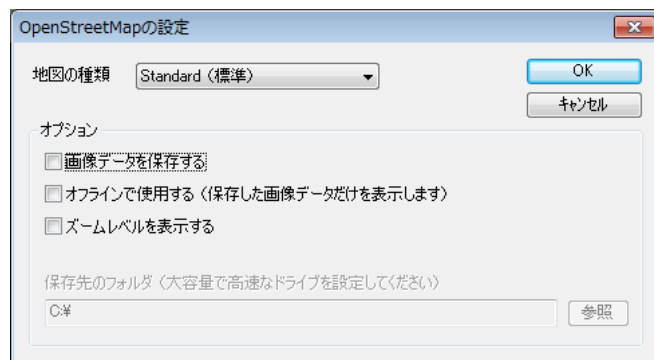 OpenStreetMapの設定
地図の種類 Standard (標準) OK
キャンセル
オプション
画像データを保存する
オフラインで使用する (保存した画像データだけを表示します)
ズームレベルを表示する
保存先のフォルダ (大容量で高速なドライブを設定してください)
C:¥ 参照